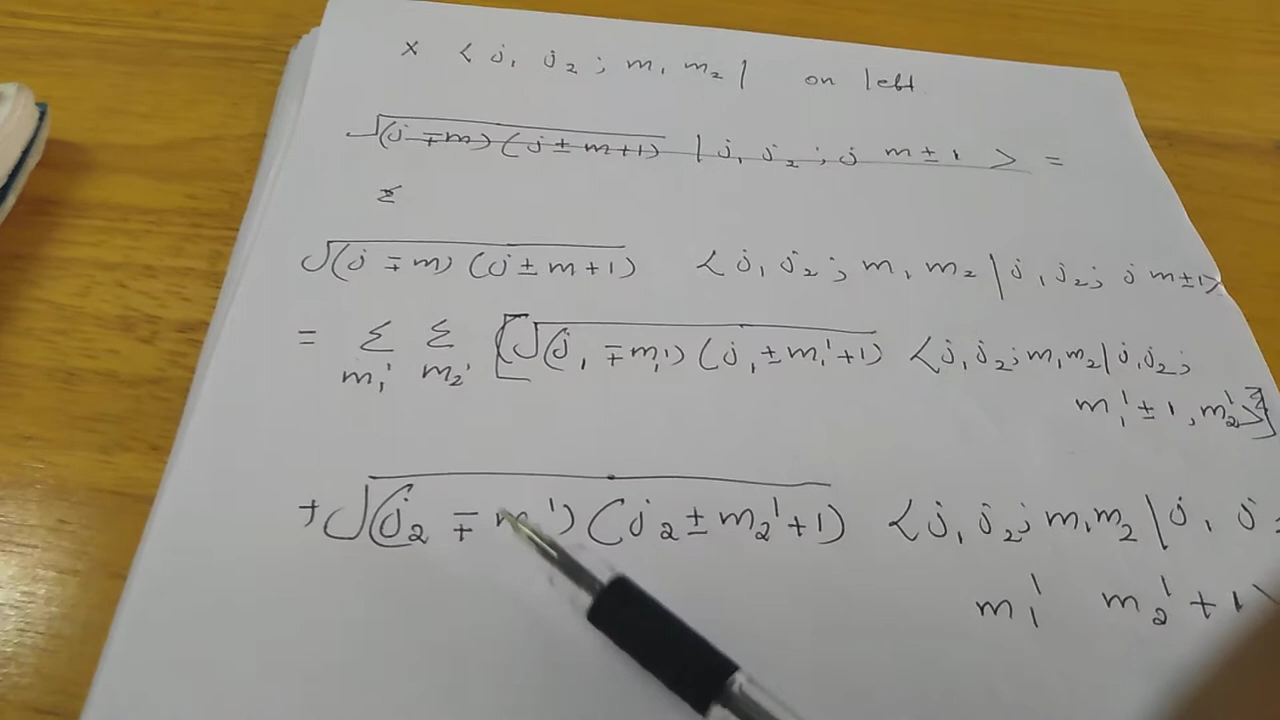 × < j₁ j₂ ; m₁ m₂ | on left
√(j ∓ m) (j ± m+1) | j₁ j₂ ; j m ± 1 > =
Σ
√(j ∓ m) (j ± m+1) < j₁ j₂ ; m₁ m₂ | j₁ j₂ ; j m±1>
= Σ Σ [√(j₁ ∓ m₁') (j₁ ± m₁'+1) < j₁ j₂ ; m₁ m₂ | j₁ j₂ ;
m₁' m₂' m₁' ± 1 , m₂' >]
+ √(j₂ ∓ m') (j₂ ± m₂'+1) < j₁ j₂ ; m₁ m₂ | j₁ j₂
m₁' m₂' + 1